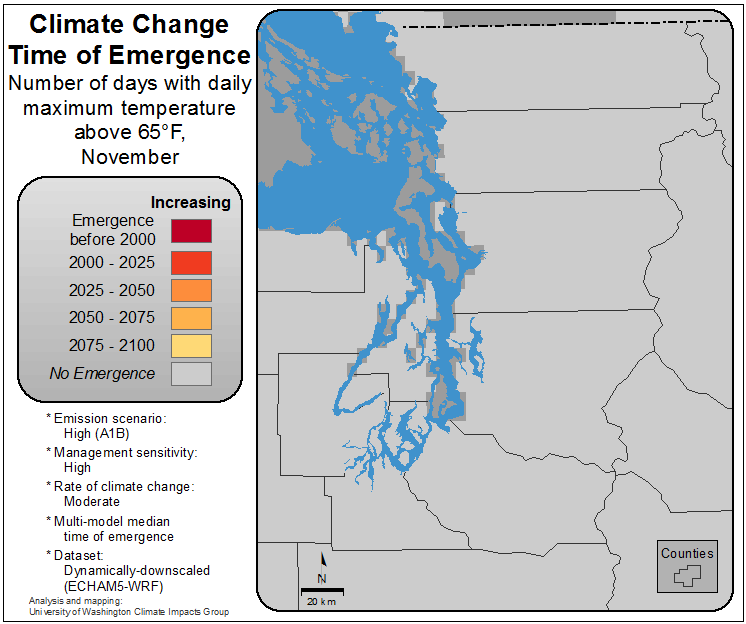 Climate Change
Time of Emergence
Number of days with daily
maximum temperature
above 65°F,
November
Increasing
Emergence
before 2000
2000 - 2025
2025 - 2050
2050 - 2075
2075 - 2100
No Emergence
* Emission scenario:
High (A1B)
* Management sensitivity:
High
* Rate of climate change:
Moderate
* Multi-model median
time of emergence
* Dataset:
Dynamically-downscaled
(ECHAM5-WRF)
Analysis and mapping:
University of Washington Climate Impacts Group
N
20 km
Counties